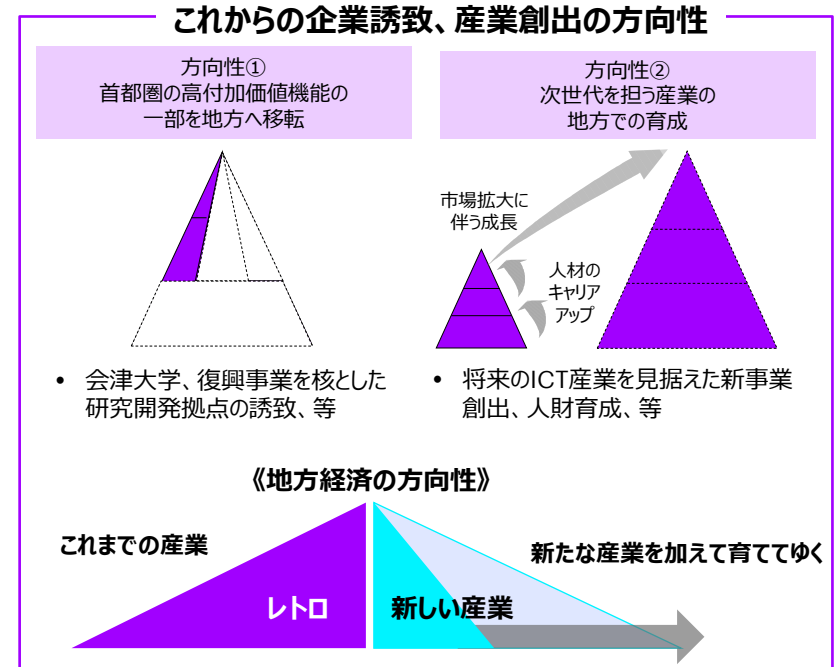 これからの企業誘致、産業創出の方向性
方向性①
首都圏の高付加価値機能の
一部を地方へ移転
方向性②
次世代を担う産業の
地方での育成
市場拡大に
伴う成長
人材の
キャリア
アップ
• 会津大学、復興事業を核とした
研究開発拠点の誘致、等
• 将来のICT産業を見据えた新事業
創出、人財育成、等
《地方経済の方向性》
これまでの産業
新たな産業を加えて育ててゆく
レトロ
新しい産業